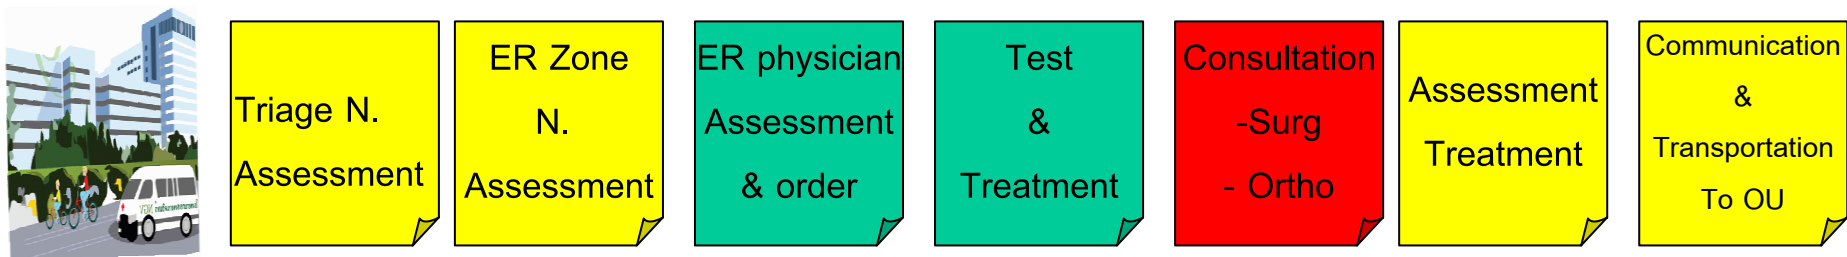 Triage N.
Assessment
ER Zone
N.
Assessment
ER physician
Assessment
& order
Test
&
Treatment
Consultation
-Surg
- Ortho
Assessment
Treatment
Communication
&
Transportation
To OU